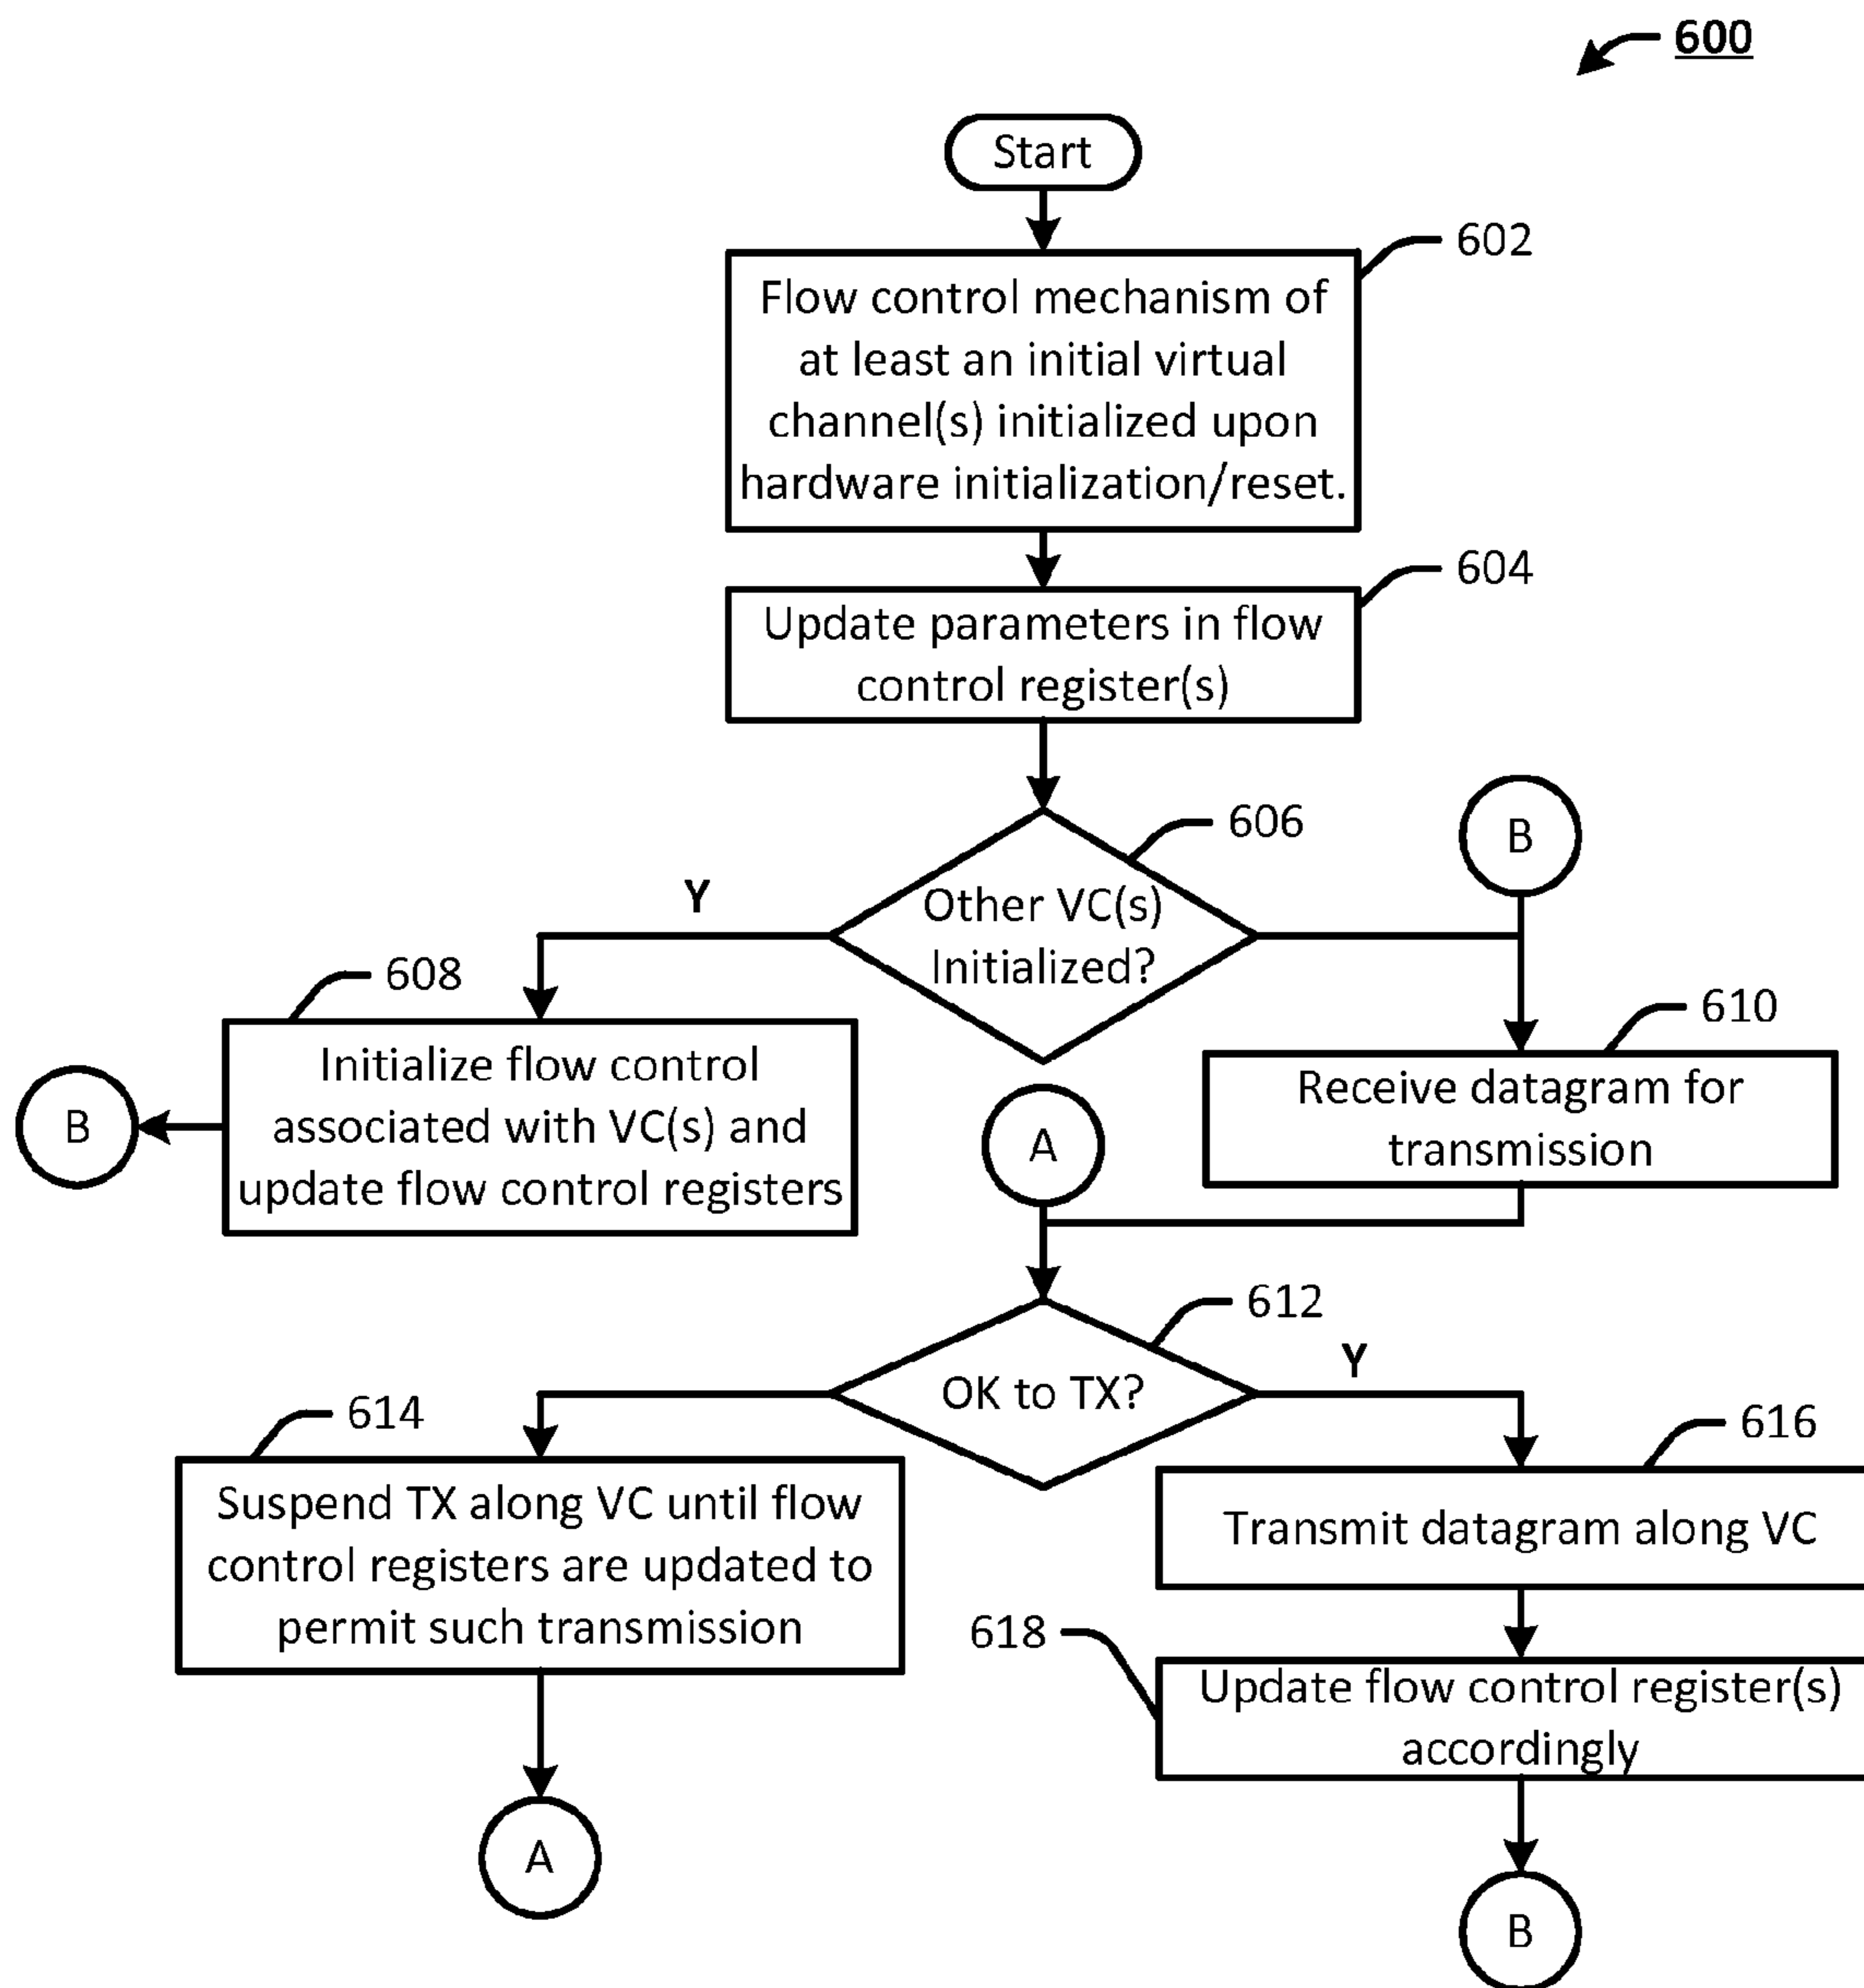 600
Start
602
Flow control mechanism of
at least an initial virtual
channel(s) initialized upon
hardware initialization/reset.
604
Update parameters in flow
control register(s)
606
B
Y
Other VC(s)
Initialized?
608
610
Initialize flow control
associated with VC(s) and
update flow control registers
B
Receive datagram for
transmission
A
612
OK to TX?
Y
614
616
Suspend TX along VC until flow
control registers are updated to
permit such transmission
Transmit datagram along VC
618
Update flow control register(s)
accordingly
A
B